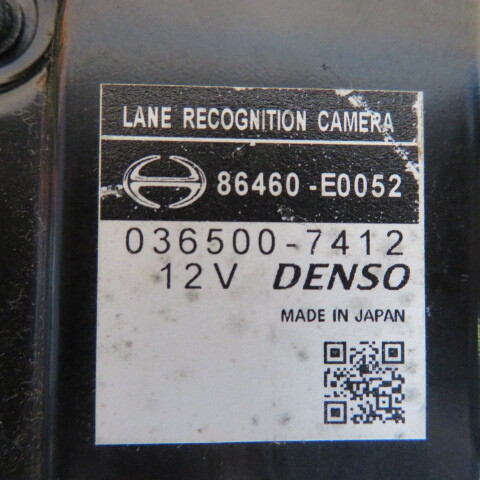 LANE RECOGNITION CAMERA
86460-E0052
036500-7412
12V DENSO
MADE IN JAPAN